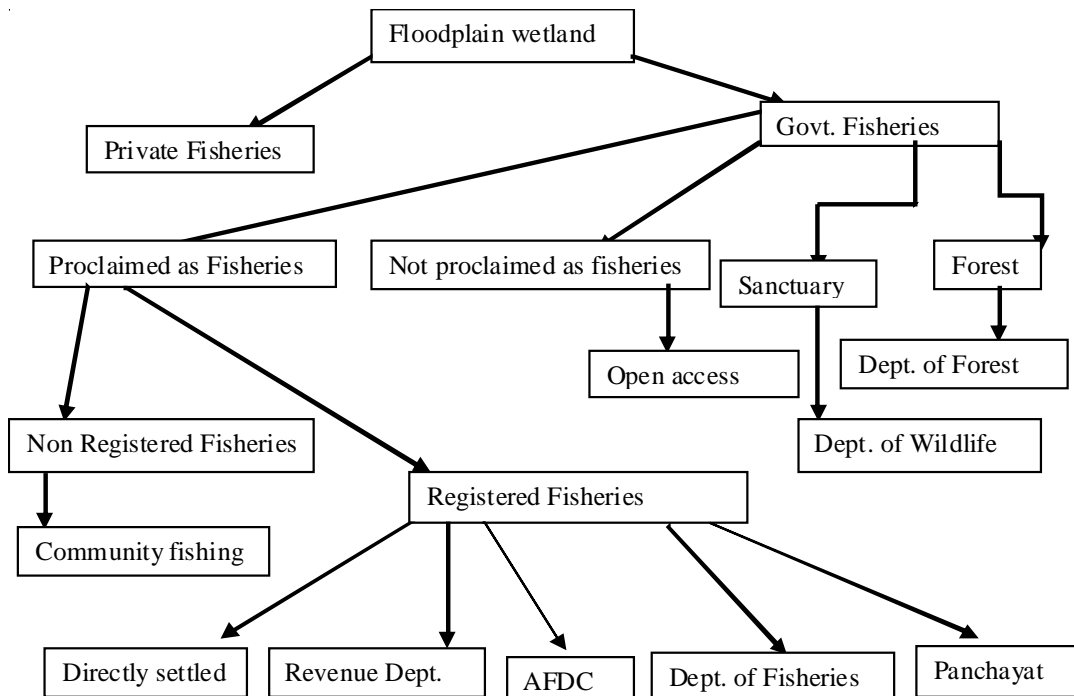 Floodplain wetland
Govt. Fisheries
Private Fisheries
Proclaimed as Fisheries
Not proclaimed as fisheries
Sanctuary
Forest
Open access
Dept. of Forest
Non Registered Fisheries
Dept. of Wildlife
Registered Fisheries
Community fishing
Directly settled
Revenue Dept.
AFDC
Dept. of Fisheries
Panchayat